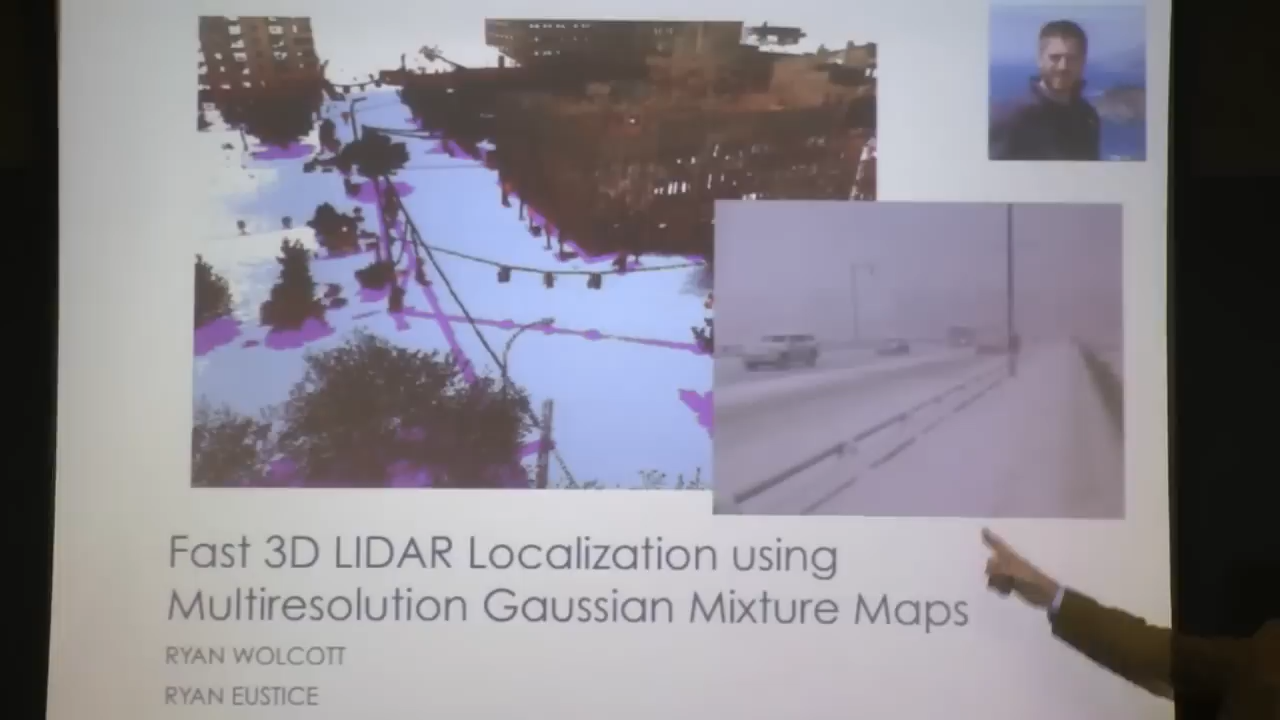 Fast 3D LIDAR Localization using
Multiresolution Gaussian Mixture Maps
RYAN WOLCOTT
RYAN EUSTICE